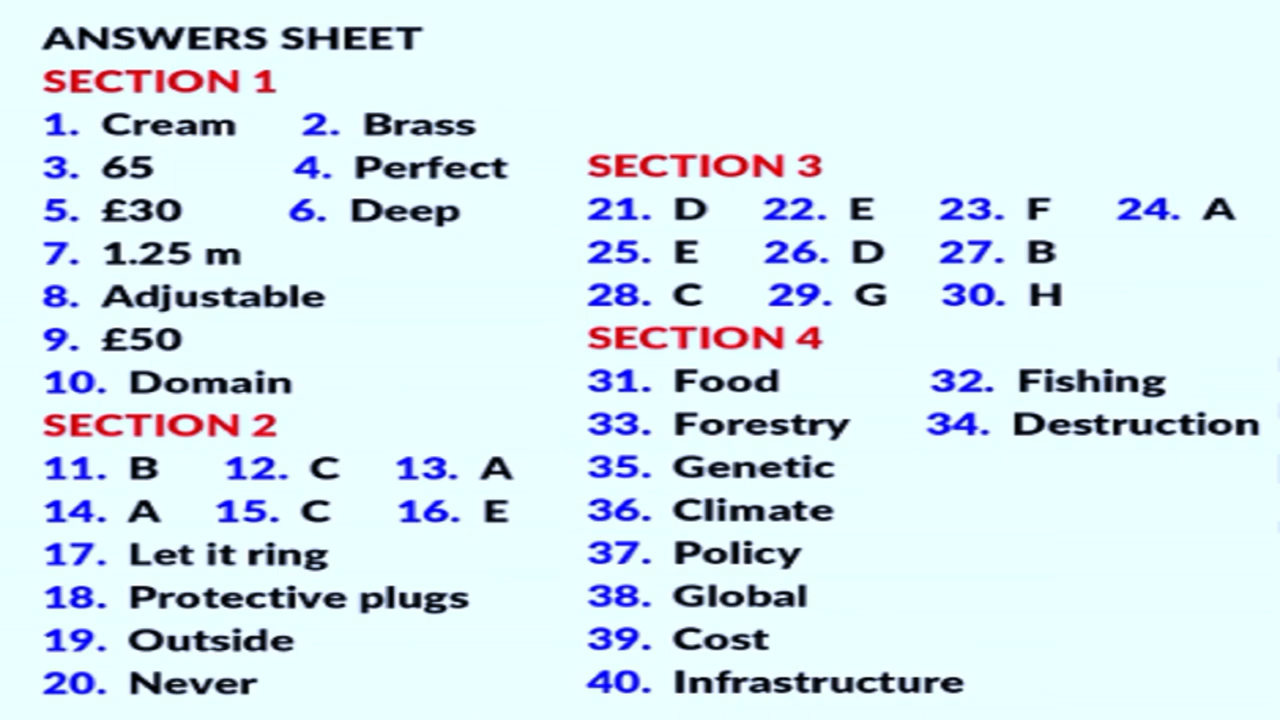 ANSWERS SHEET
SECTION 1
1. Cream 2. Brass
3. 65 4. Perfect
5. £30 6. Deep
7. 1.25 m
8. Adjustable
9. £50
10. Domain
SECTION 2
11. B 12. C 13. A
14. A 15. C 16. E
17. Let it ring
18. Protective plugs
19. Outside
20. Never
SECTION 3
21. D 22. E 23. F 24. A
25. E 26. D 27. B
28. C 29. G 30. H
SECTION 4
31. Food 32. Fishing
33. Forestry 34. Destruction
35. Genetic
36. Climate
37. Policy
38. Global
39. Cost
40. Infrastructure